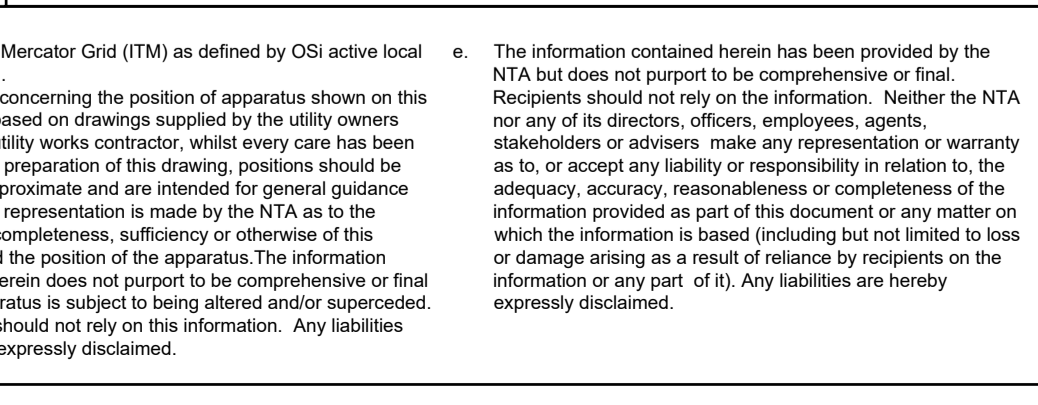 Mercator Grid (ITM) as defined by OSi active local
.
concerning the position of apparatus shown on this
based on drawings supplied by the utility owners
utility works contractor, whilst every care has been
preparation of this drawing, positions should be
proximate and are intended for general guidance
representation is made by the NTA as to the
completeness, sufficiency or otherwise of this
d the position of the apparatus.The information
erein does not purport to be comprehensive or final
ratus is subject to being altered and/or superceded.
should not rely on this information. Any liabilities
expressly disclaimed.
e. The information contained herein has been provided by the
NTA but does not purport to be comprehensive or final.
Recipients should not rely on the information. Neither the NTA
nor any of its directors, officers, employees, agents,
stakeholders or advisers make any representation or warranty
as to, or accept any liability or responsibility in relation to, the
adequacy, accuracy, reasonableness or completeness of the
information provided as part of this document or any matter on
which the information is based (including but not limited to loss
or damage arising as a result of reliance by recipients on the
information or any part of it). Any liabilities are hereby
expressly disclaimed.